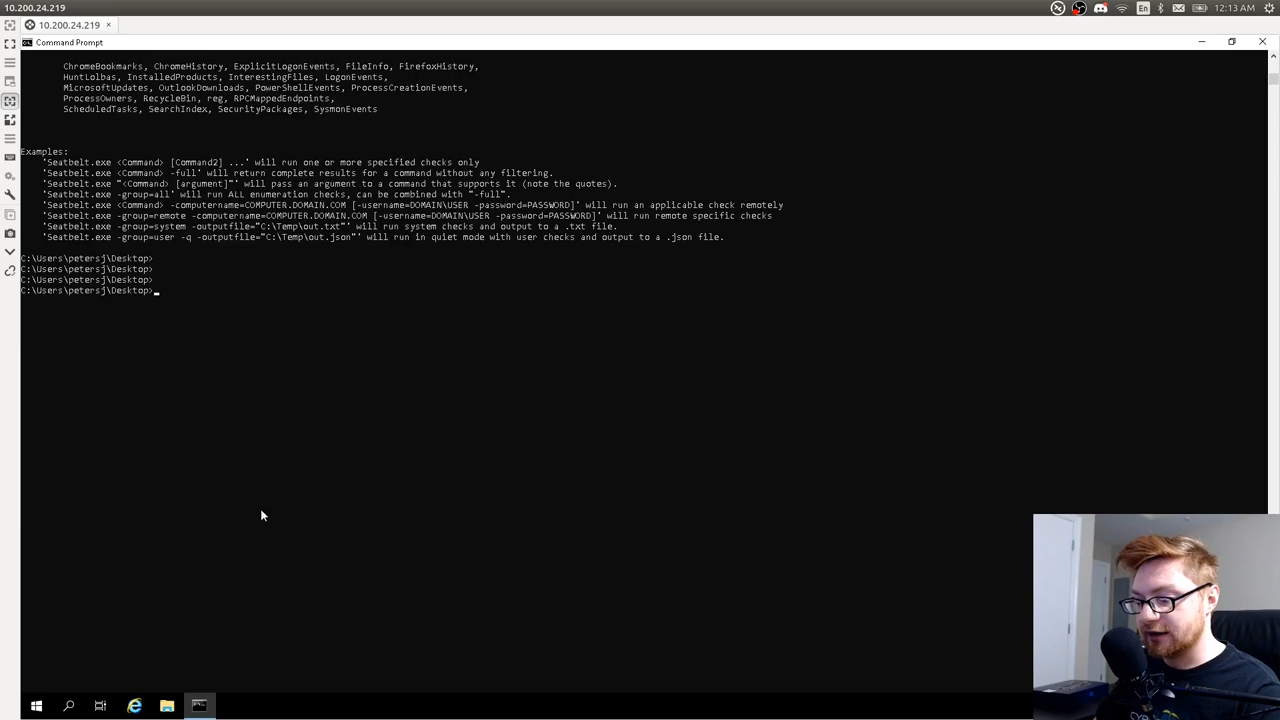 10.200.24.219
En
12:13 AM
10.200.24.219 ×
Command Prompt
ChromeBookmarks, ChromeHistory, ExplicitLogonEvents, FileInfo, FirefoxHistory,
HuntLolbas, InstalledProducts, InterestingFiles, LogonEvents,
MicrosoftUpdates, OutlookDownloads, PowerShellEvents, ProcessCreationEvents,
ProcessOwners, RecycleBin, reg, RPCMappedEndpoints,
ScheduledTasks, SearchIndex, SecurityPackages, SysmonEvents
Examples:
'Seatbelt.exe <Command> [Command2] ...' will run one or more specified checks only
'Seatbelt.exe <Command> -full' will return complete results for a command without any filtering.
'Seatbelt.exe "<Command> [argument]"' will pass an argument to a command that supports it (note the quotes).
'Seatbelt.exe -group=all' will run ALL enumeration checks, can be combined with "-full".
'Seatbelt.exe <Command> -computername=COMPUTER.DOMAIN.COM [-username=DOMAIN\USER -password=PASSWORD]' will run an applicable check remotely
'Seatbelt.exe -group=remote -computername=COMPUTER.DOMAIN.COM [-username=DOMAIN\USER -password=PASSWORD]' will run remote specific checks
'Seatbelt.exe -group=system -outputfile="C:\Temp\out.txt"' will run system checks and output to a .txt file.
'Seatbelt.exe -group=user -q -outputfile="C:\Temp\out.json"' will run in quiet mode with user checks and output to a .json file.
C:\Users\petersj\Desktop>
C:\Users\petersj\Desktop>
C:\Users\petersj\Desktop>
C:\Users\petersj\Desktop>_